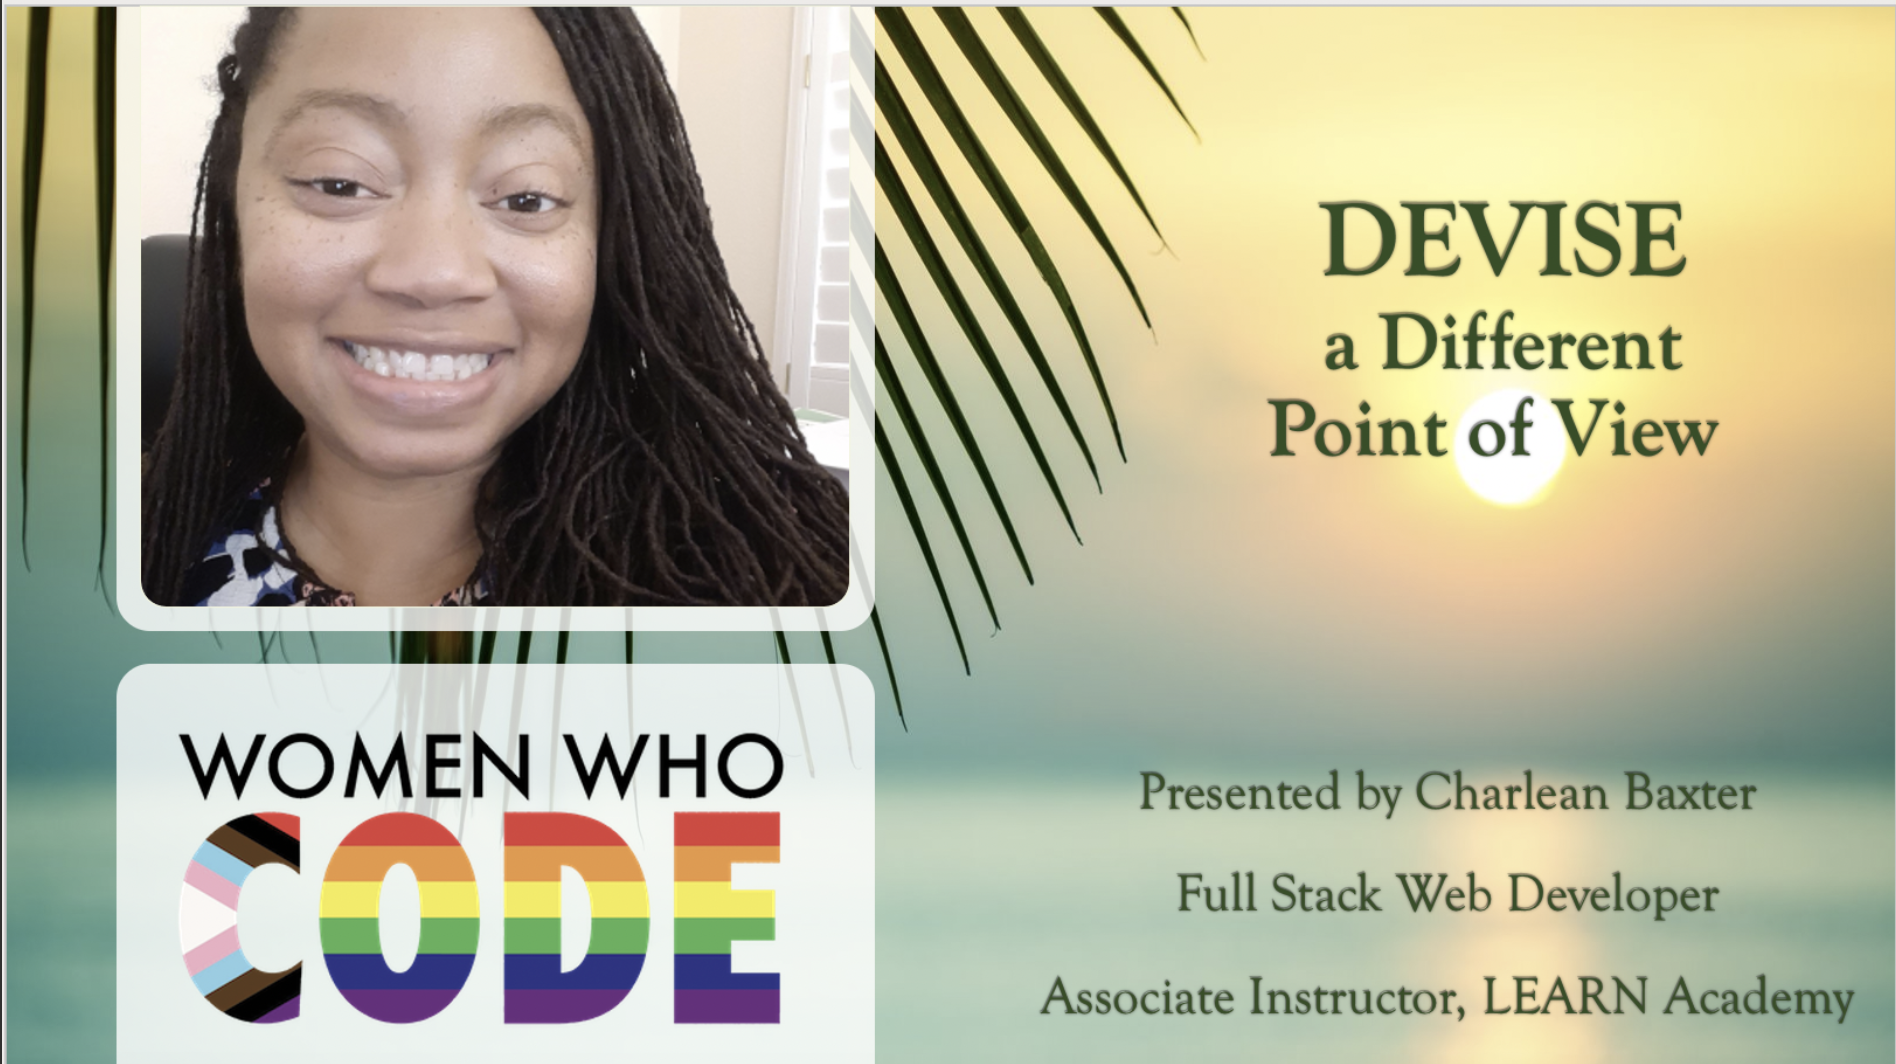 DEVISE
a Different
Point of View
WOMEN WHO
CODE
Presented by Charlean Baxter
Full Stack Web Developer
Associate Instructor, LEARN Academy